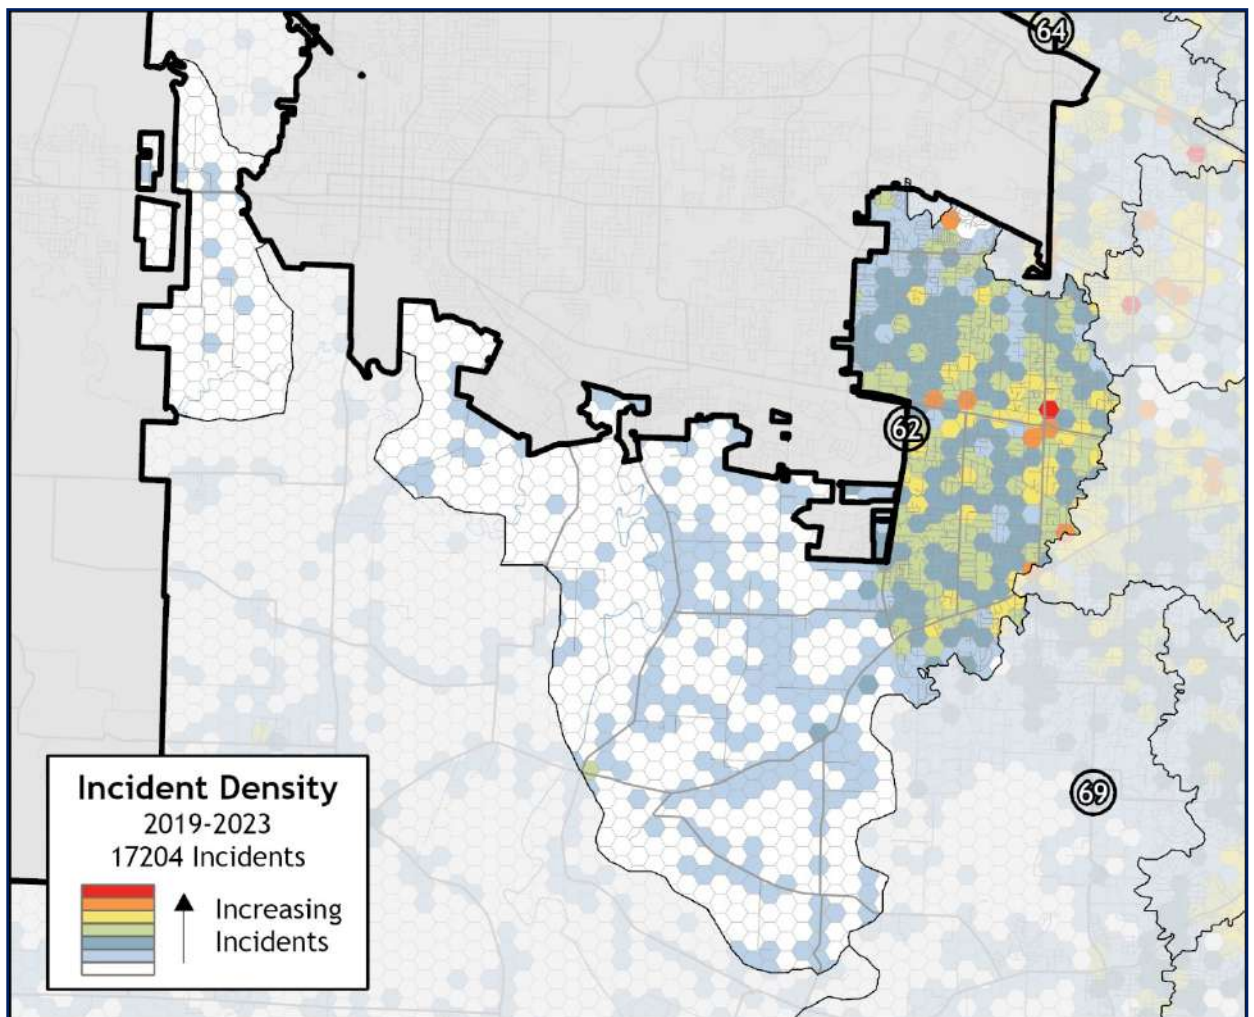 64
62
69
Incident Density
2019-2023
17204 Incidents
Increasing
Incidents